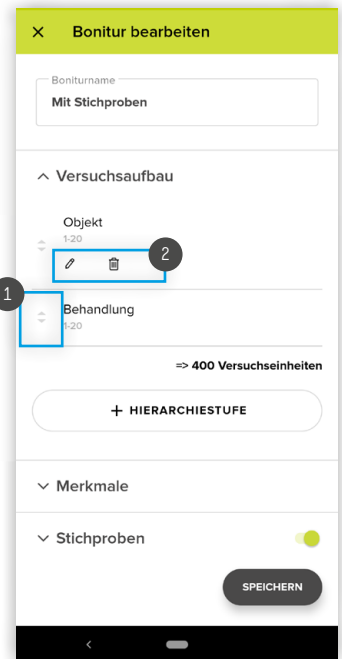 Bonitur bearbeiten
Boniturname
Mit Stichproben
Versuchsaufbau
Objekt
1-20
2
1
Behandlung
1-20
=> 400 Versuchseinheiten
+ HIERARCHIESTUFE
Merkmale
Stichproben
SPEICHERN